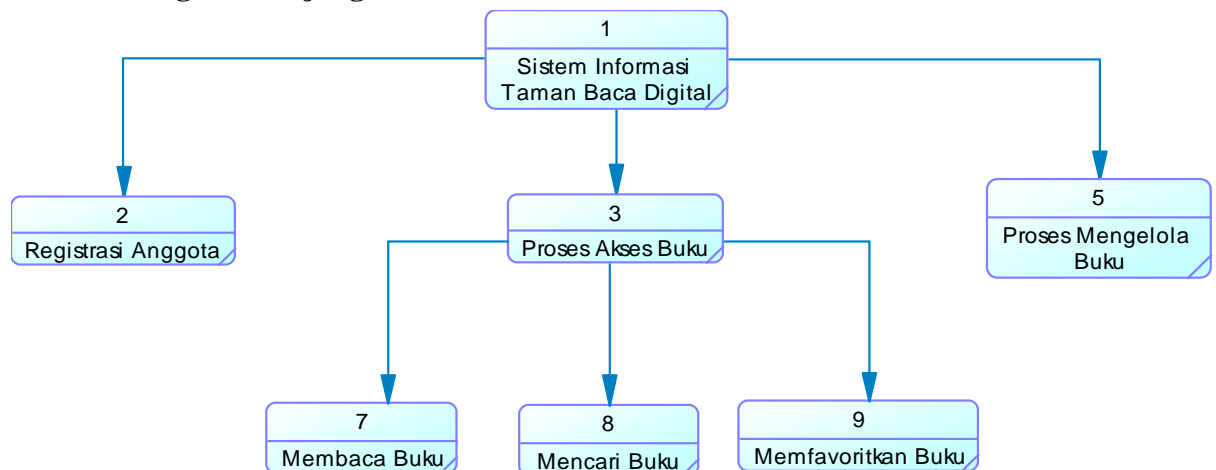 1
Sistem Informasi
Taman Baca Digital
2
Registrasi Anggota
3
Proses Akses Buku
5
Proses Mengelola
Buku
7
Membaca Buku
8
Mencari Buku
9
Memfavoritkan Buku